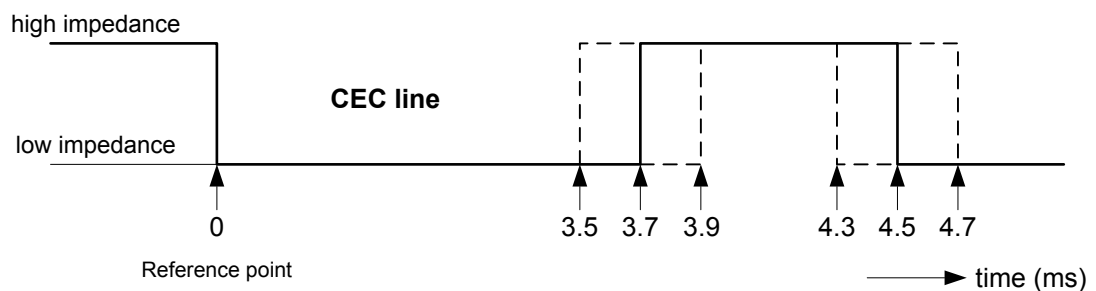 high impedance
CEC line
low impedance
0
3.5
3.7
3.9
4.3
4.5
4.7
Reference point
time (ms)